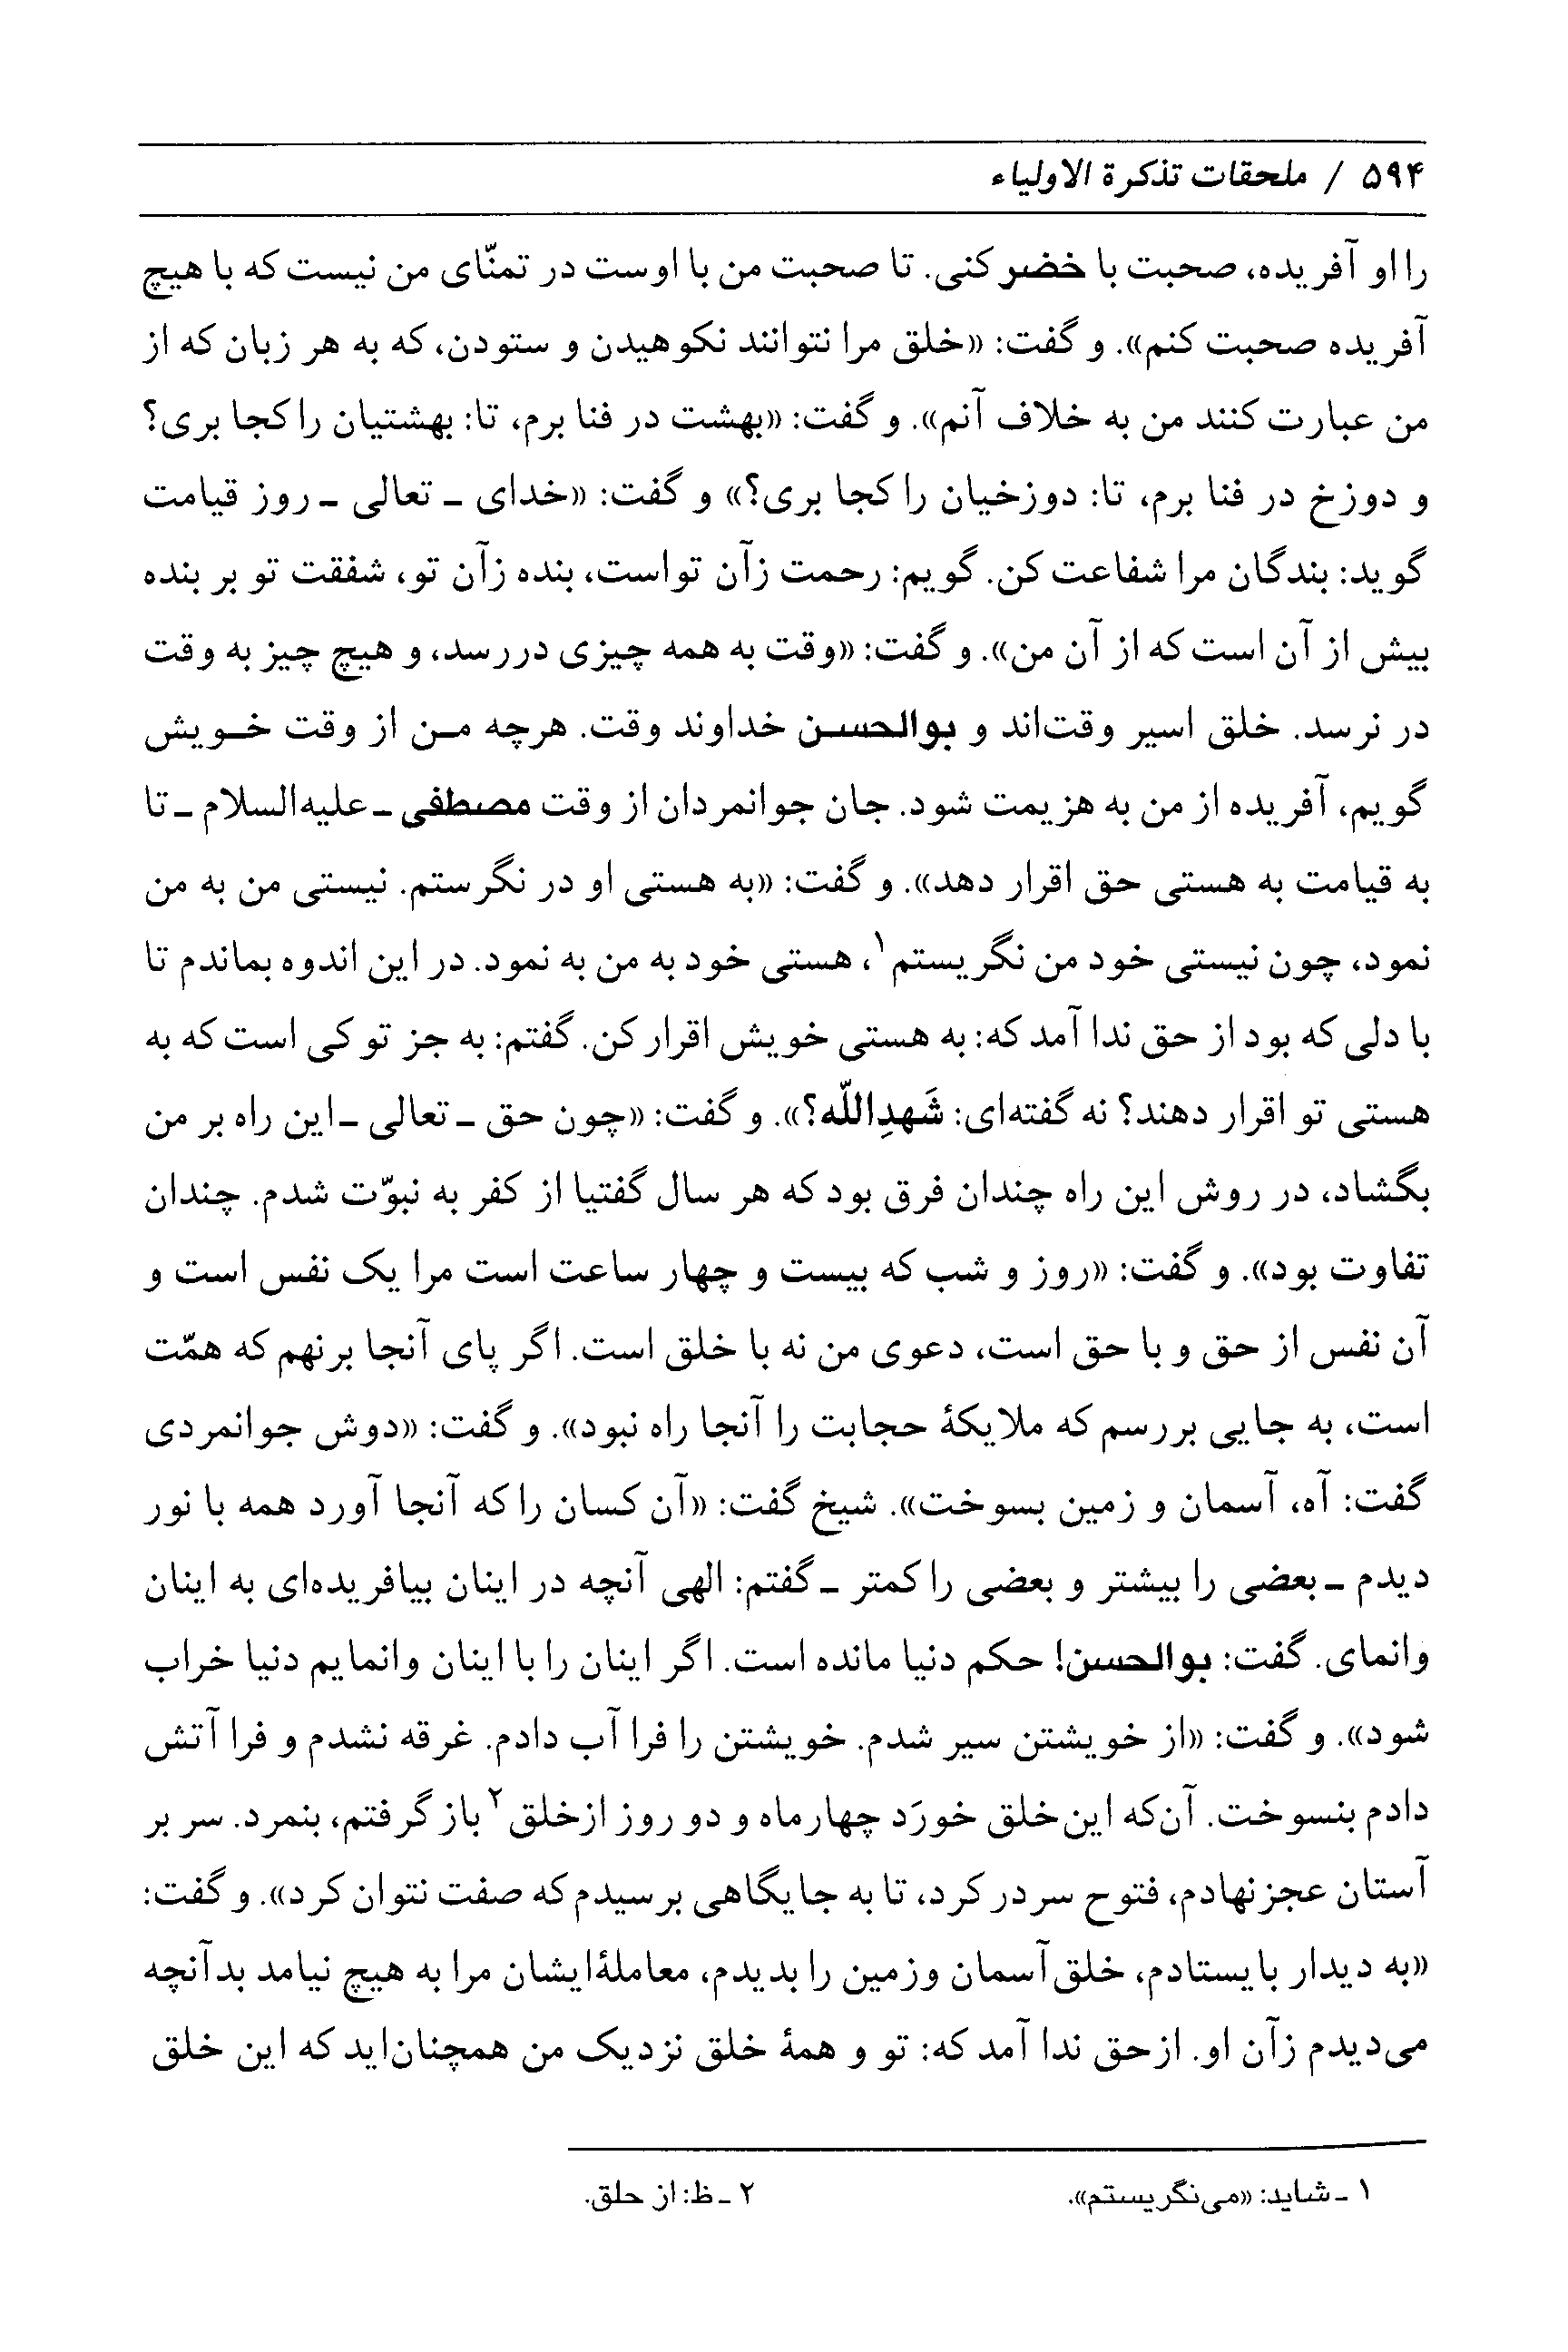 ۵۹۴ / ملحقات تذکرة الاولیاء
را او آفریده، صحبت با خضر کنی. تا صحبت من با اوست در تمنّای من نیست که با هیچ
آفریده صحبت کنم». و گفت: «خلق مرا نتوانند نکوهیدن و ستودن، که به هر زبان که از
من عبارت کنند من به خلاف آنم». و گفت: «بهشت در فنا برم، تا: بهشتیان را کجا بری؟
و دوزخ در فنا برم، تا: دوزخیان را کجا بری؟» و گفت: «خدای ـ تعالی ـ روز قیامت
گوید: بندگان مرا شفاعت کن. گویم: رحمت زآن تواست، بنده زآن تو، شفقت تو بر بنده
بیش از آن است که از آن من». و گفت: «وقت به همه چیزی دررسد، و هیچ چیز به وقت
در نرسد. خلق اسیر وقت‌اند و بوالحسن خداوند وقت. هرچه من از وقت خویش
گویم، آفریده از من به هزیمت شود. جان جوانمردان از وقت مصطفی ـ علیه‌السلام ـ تا
به قیامت به هستی حق اقرار دهد». و گفت: «به هستی او در نگرستم. نیستی من به من
نمود، چون نیستی خود من نگریستم۱، هستی خود به من به نمود. در این اندوه بماندم تا
با دلی که بود از حق ندا آمد که: به هستی خویش اقرار کن. گفتم: به جز تو کی است که به
هستی تو اقرار دهند؟ نه گفته‌ای: شَهِدِاللّه؟». و گفت: «چون حق ـ تعالی ـ این راه بر من
بگشاد، در روش این راه چندان فرق بود که هر سال گفتیا از کفر به نبوّت شدم. چندان
تفاوت بود». و گفت: «روز و شب که بیست و چهار ساعت است مرا یک نفس است و
آن نفس از حق و با حق است، دعوی من نه با خلق است. اگر پای آنجا برنهم که همّت
است، به جایی بررسم که ملایکهٔ حجابت را آنجا راه نبود». و گفت: «دوش جوانمردی
گفت: آه، آسمان و زمین بسوخت». شیخ گفت: «آن کسان را که آنجا آورد همه با نور
دیدم ـ بعضی را بیشتر و بعضی را کمتر ـ گفتم: الهی آنچه در اینان بیافریده‌ای به اینان
وانمای. گفت: بوالحسن! حکم دنیا مانده است. اگر اینان را با اینان وانمایم دنیا خراب
شود». و گفت: «از خویشتن سیر شدم. خویشتن را فرا آب دادم. غرقه نشدم و فرا آتش
دادم بنسوخت. آن‌که این‌خلق خورَد چهارماه و دو روز ازخلق۲ باز گرفتم، بنمرد. سر بر
آستان عجزنهادم، فتوح سردرکرد، تا به جایگاهی برسیدم که صفت نتوان کرد». و گفت:
«به دیدار بایستادم، خلق‌آسمان وزمین را بدیدم، معاملهٔ‌ایشان مرا به هیچ نیامد بدآنچه
می‌دیدم زآن او. ازحق ندا آمد که: تو و همهٔ خلق نزدیک من همچنان‌اید که این خلق
۱ ـ شاید: «می‌نگریستم».
۲ ـ ظ: از حلق.